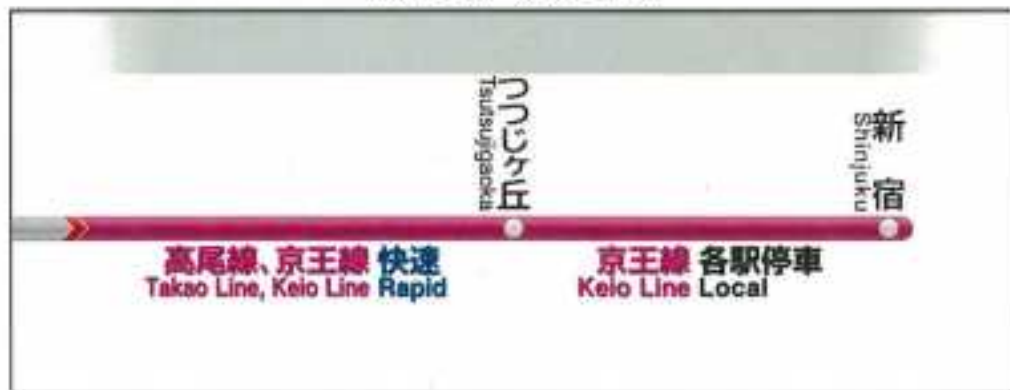 つつじヶ丘
Tsutsujigaoka
新宿
Shinjuku
高尾線、京王線 快速
Takao Line, Keio Line Rapid
京王線 各駅停車
Keio Line Local